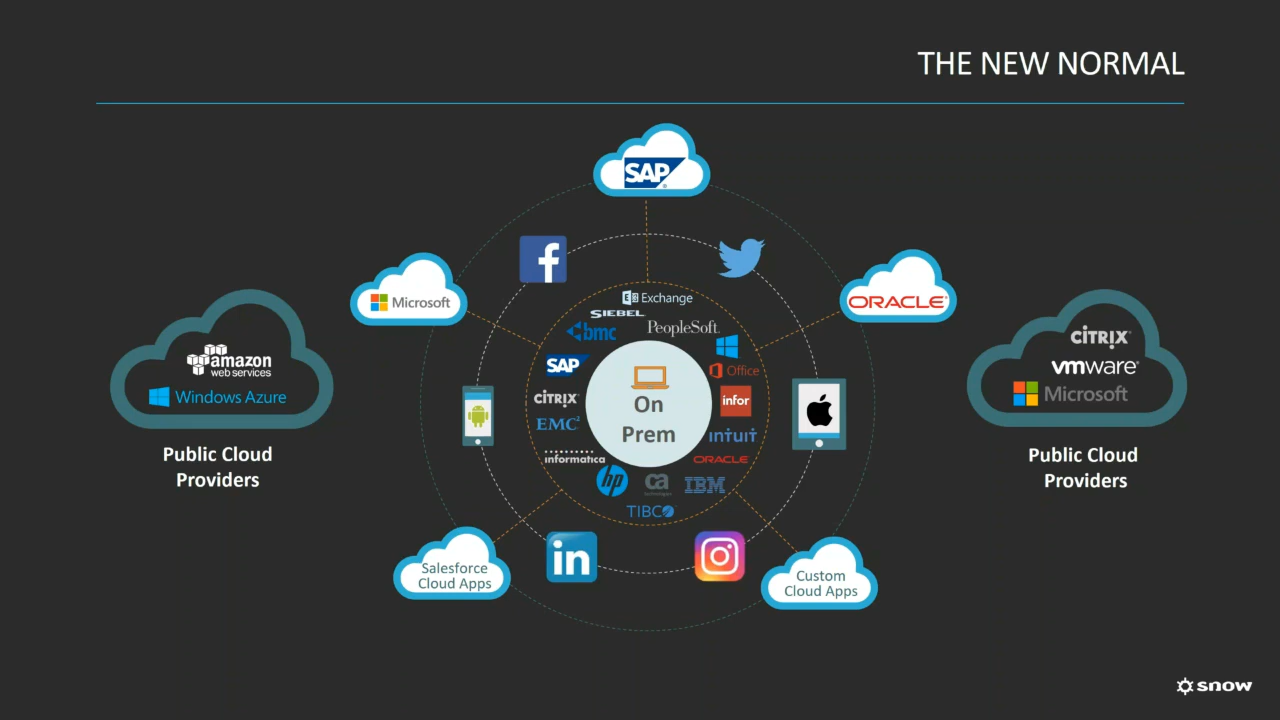 THE NEW NORMAL
SAP
Microsoft
ORACLE
amazon
web services
Windows Azure
Public Cloud
Providers
Exchange
SIEBEL
bmc
PeopleSoft.
SAP
Office
CITRIX
infor
EMC²
INTUIT
informatica
ORACLE
hp
ca
technologies
IBM
TIBCO
On
Prem
in
Salesforce
Cloud Apps
Custom
Cloud Apps
CITRIX
vmware
Microsoft
Public Cloud
Providers
snow